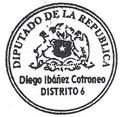 DIPUTADO DE LA REPUBLICA
Diego Ibáñez Cotroneo
DISTRITO 6